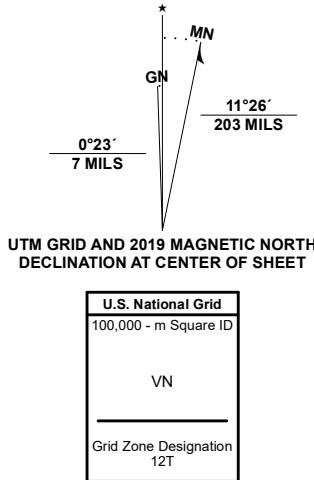 MN
GN
11°26´
203 MILS
0°23´
7 MILS
UTM GRID AND 2019 MAGNETIC NORTH
DECLINATION AT CENTER OF SHEET
U.S. National Grid
100,000 - m Square ID
VN
Grid Zone Designation
12T